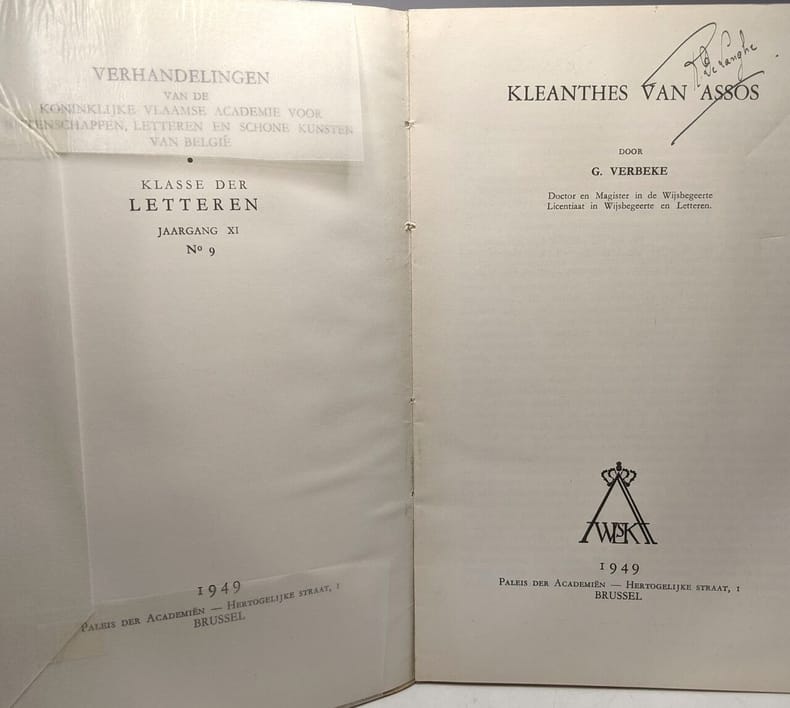 VERHANDELINGEN
VAN DE
KONINKLIJKE VLAAMSE ACADEMIE VOOR
WETENSCHAPPEN, LETTEREN EN SCHONE KUNSTEN
VAN BELGIË
KLASSE DER
LETTEREN
JAARGANG XI
Nº 9
1949
PALEIS DER ACADEMIËN — HERTOGELIJKE STRAAT, 1
BRUSSEL
De Langhe
KLEANTHES VAN ASSOS
DOOR
G. VERBEKE
Doctor en Magister in de Wijsbegeerte
Licentiaat in Wijsbegeerte en Letteren.
1949
PALEIS DER ACADEMIËN — HERTOGELIJKE STRAAT, 1
BRUSSEL